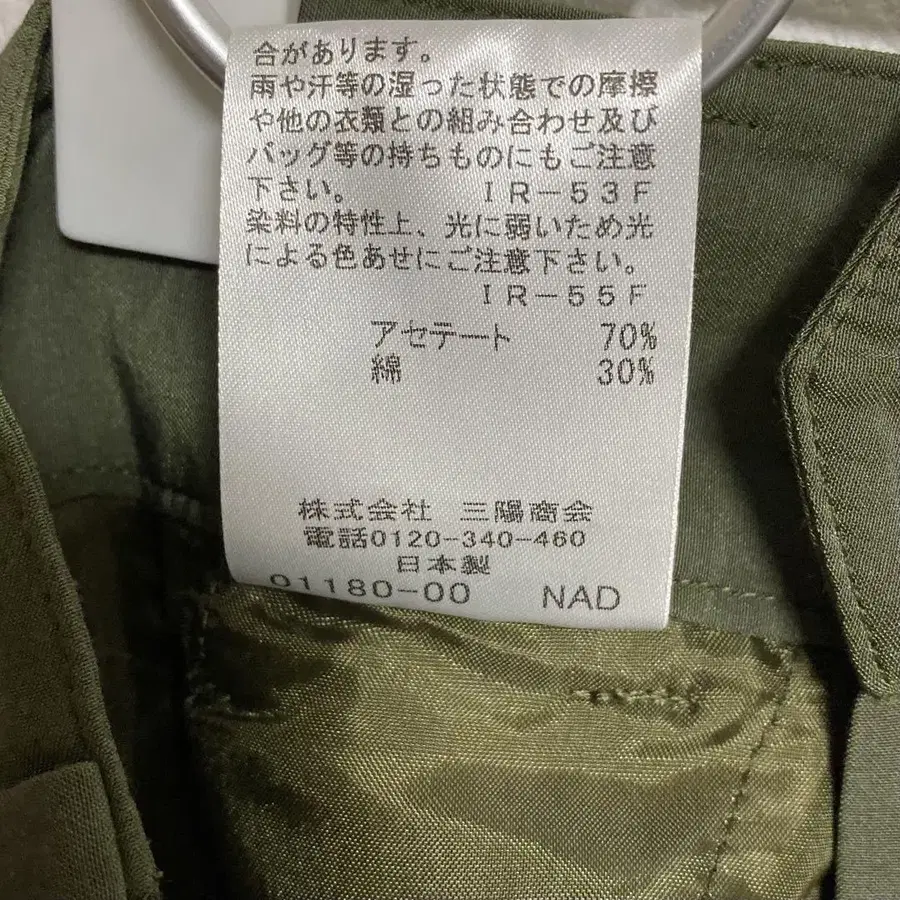 合があります。
雨や汗等の湿った状態での摩擦
や他の衣類との組み合わせ及び
バッグ等の持ちものにもご注意
下さい。 IR-53F
染料の特性上、光に弱いため光
による色あせにご注意下さい。
IR-55F
アセテート 70%
綿 30%
株式会社 三陽商会
電話0120-340-460
日本製
01180-00 NAD